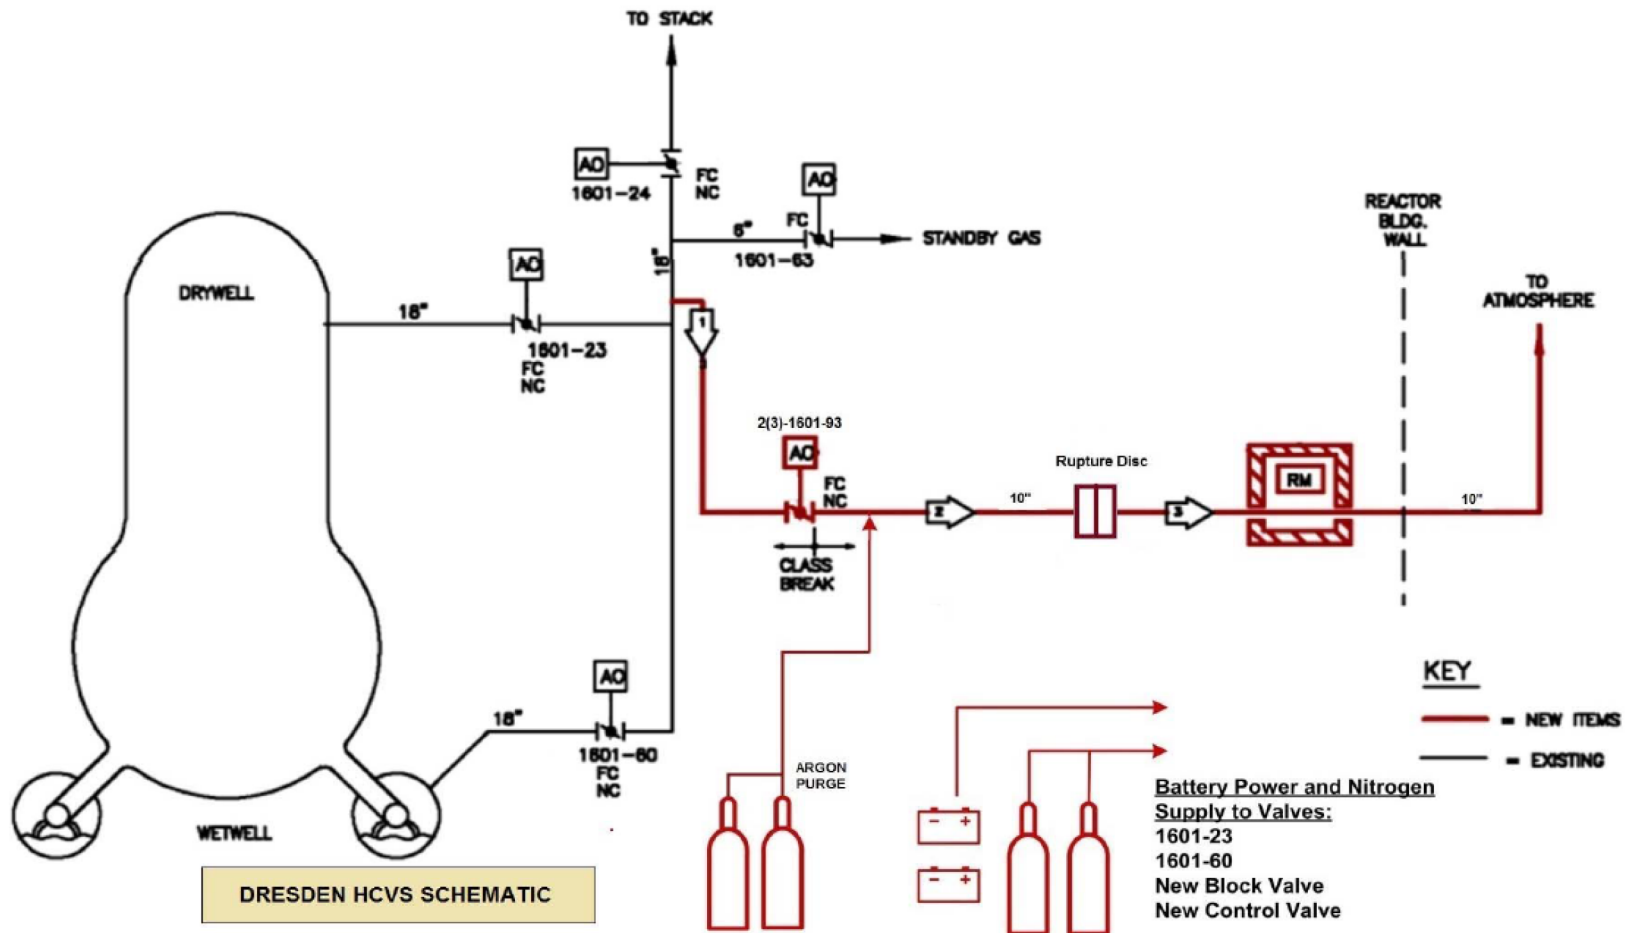 TO STACK
AO
1601-24
FC
NC
AO
FC
6"
1601-63
STANDBY GAS
18"
REACTOR
BLDG.
WALL
TO
ATMOSPHERE
DRYWELL
18"
AO
1601-23
FC
NC
1
2(3)-1601-93
AO
FC
NC
CLASS
BREAK
2
10"
Rupture Disc
3
RM
10"
AO
18"
1601-60
FC
NC
WETWELL
ARGON
PURGE
KEY
= NEW ITEMS
= EXISTING
- +
- +
Battery Power and Nitrogen
Supply to Valves:
1601-23
1601-60
New Block Valve
New Control Valve
DRESDEN HCVS SCHEMATIC